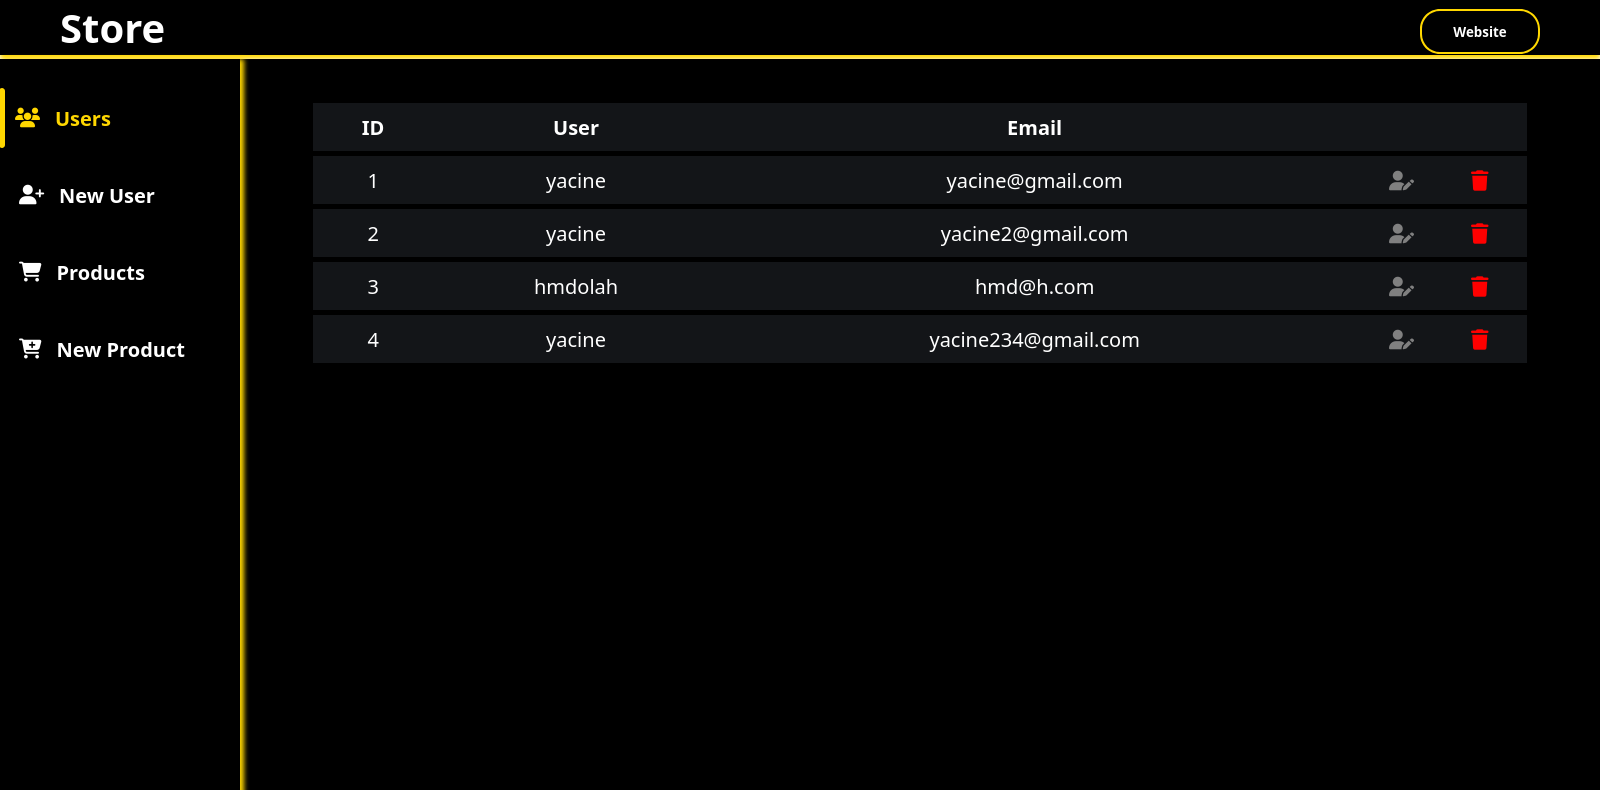 Store
Website
Users
New User
Products
New Product
ID User Email
1 yacine yacine@gmail.com
2 yacine yacine2@gmail.com
3 hmdolah hmd@h.com
4 yacine yacine234@gmail.com